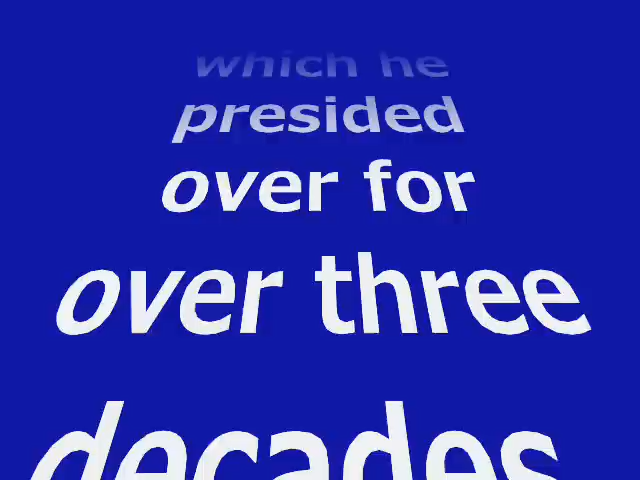 which he
presided
over for
over three
decades